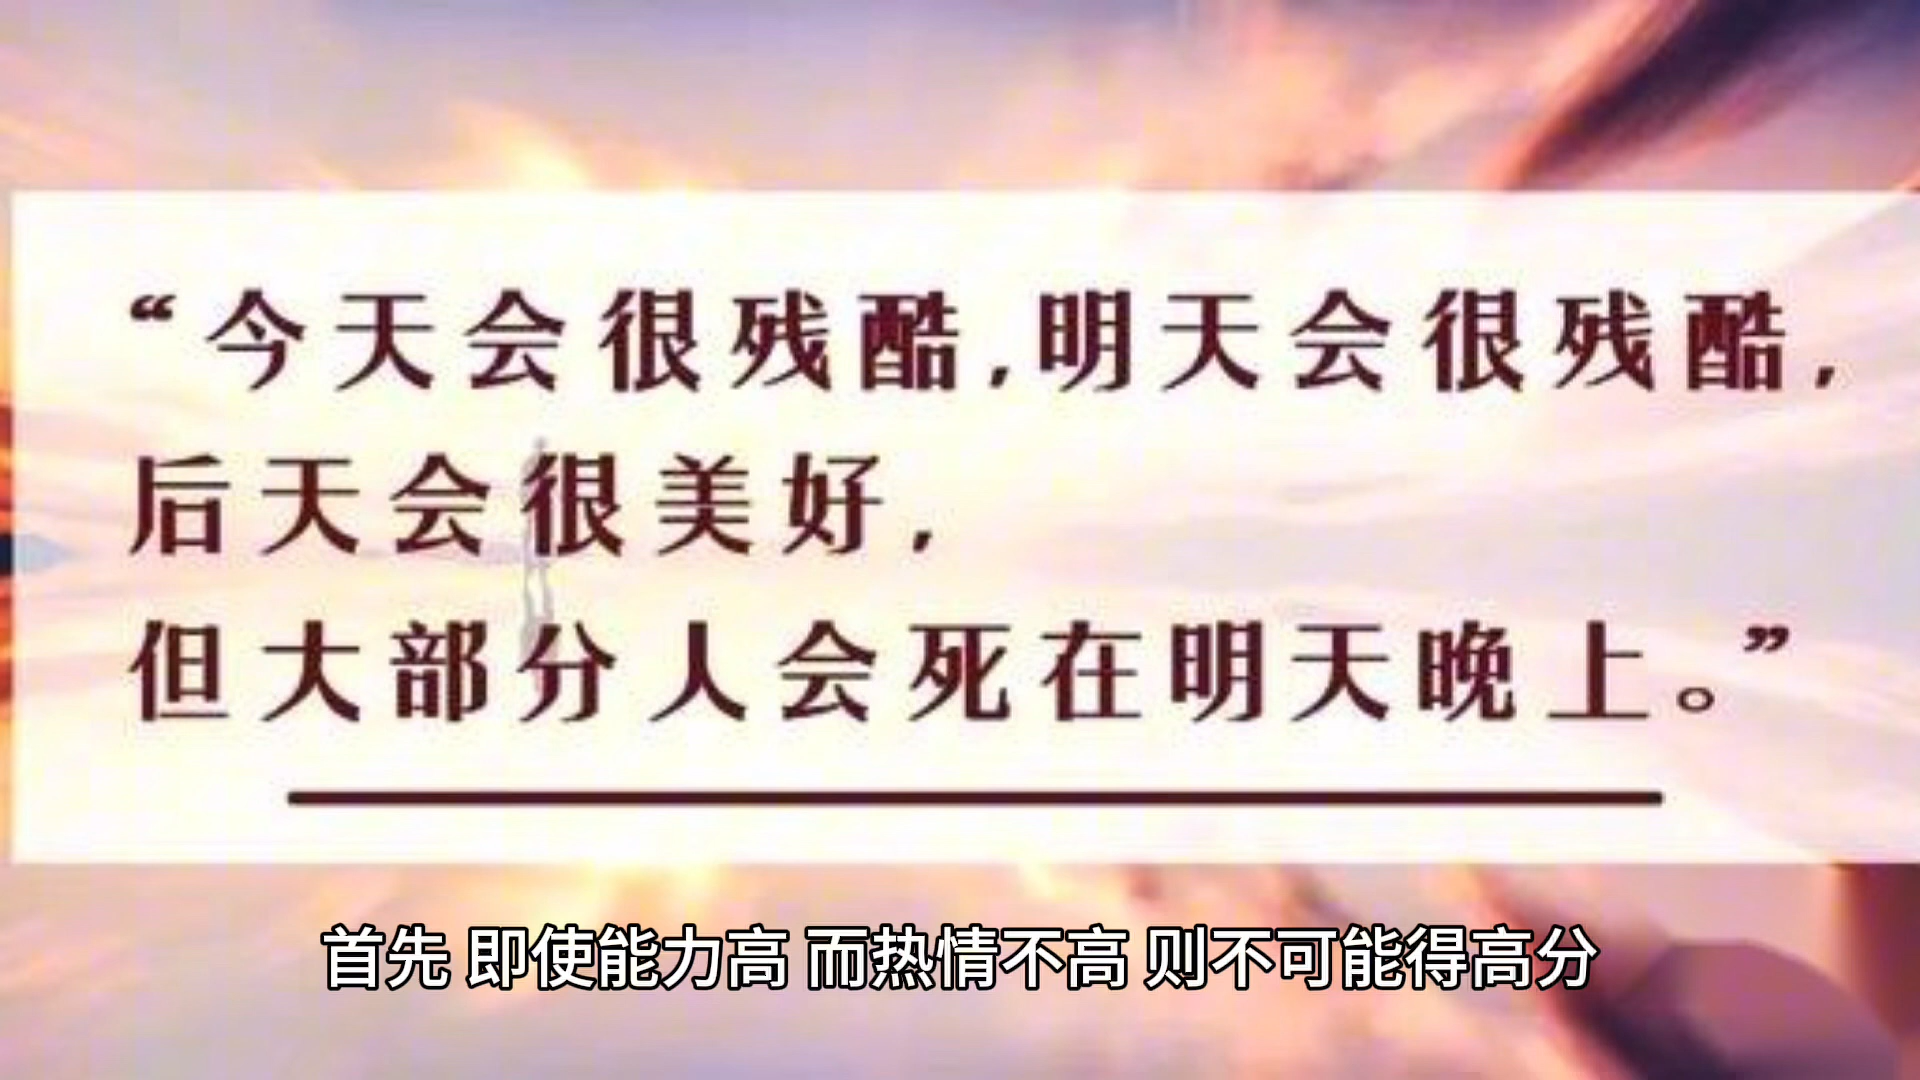 “今天会很残酷,明天会很残酷,
后天会很美好,
但大部分人会死在明天晚上。”
首先 即使能力高 而热情不高 则不可能得高分